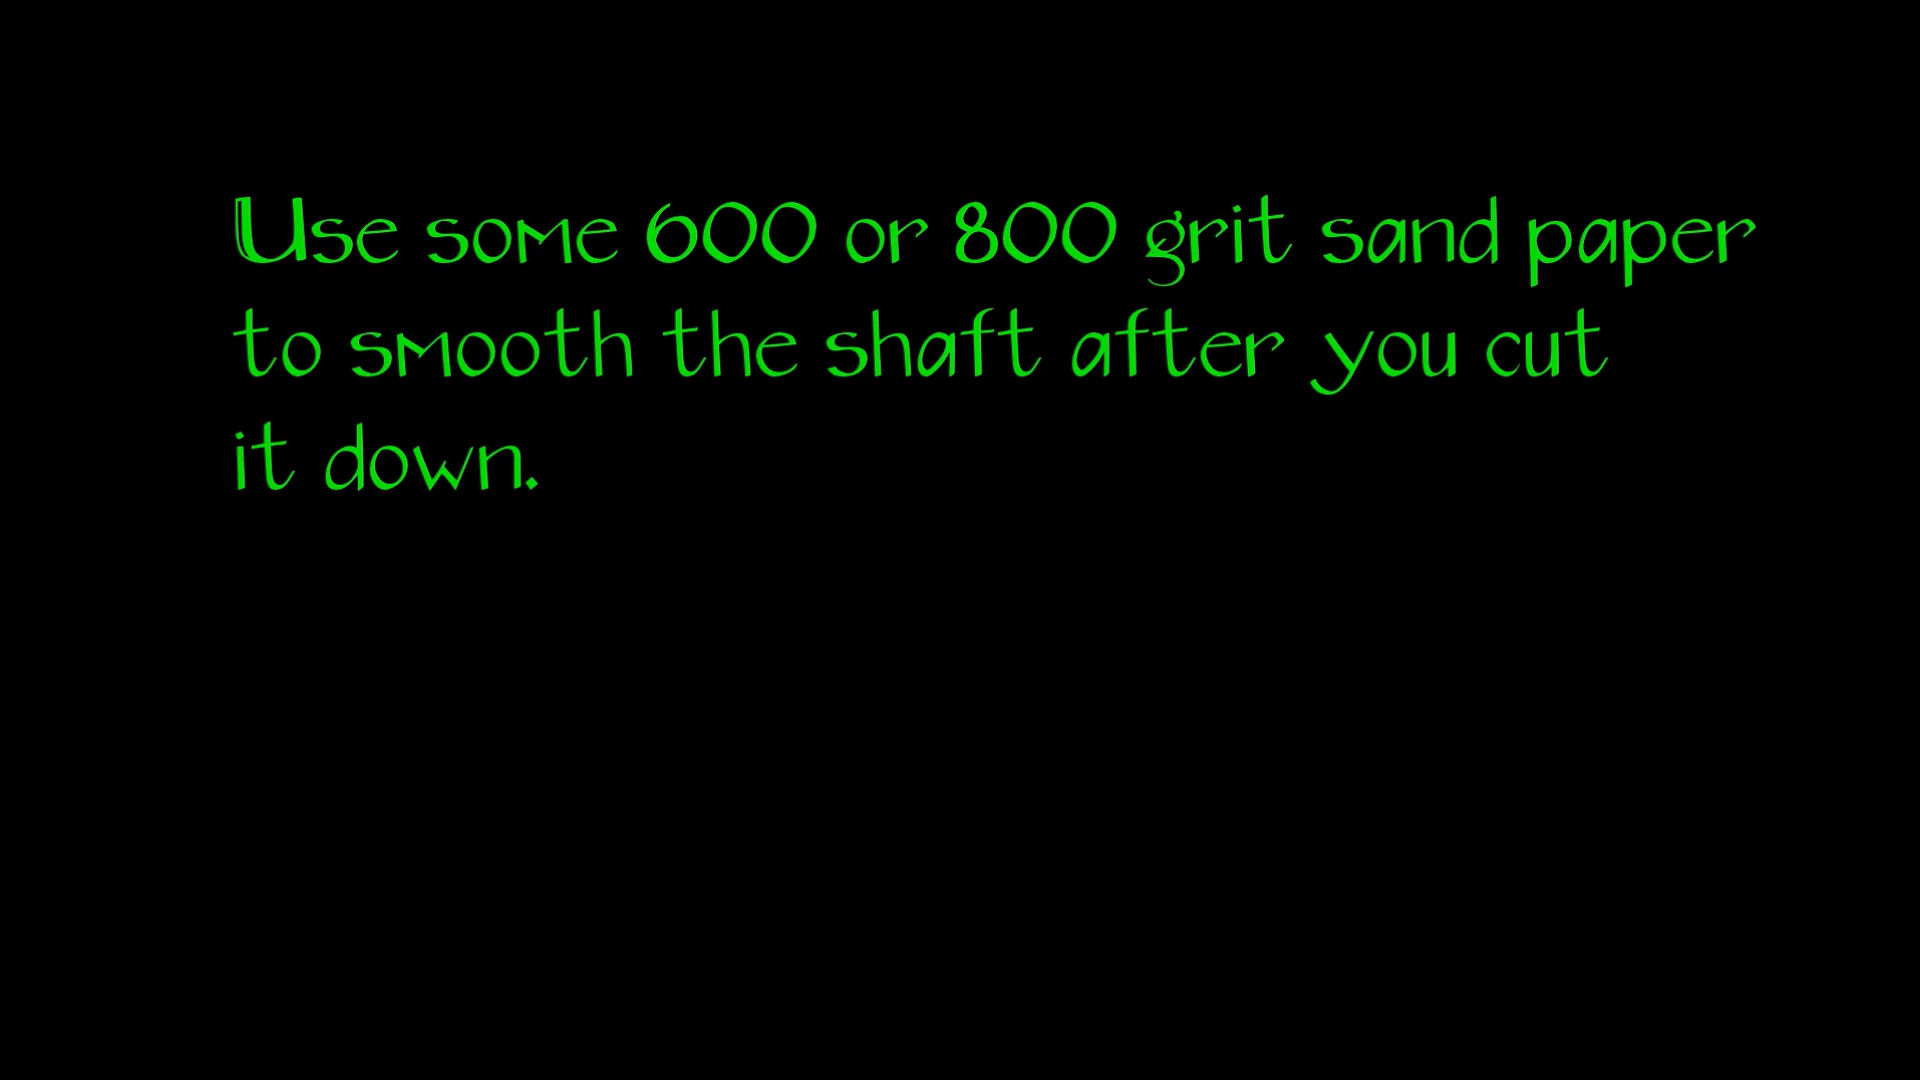 Use some 600 or 800 grit sand paper
to smooth the shaft after you cut
it down.